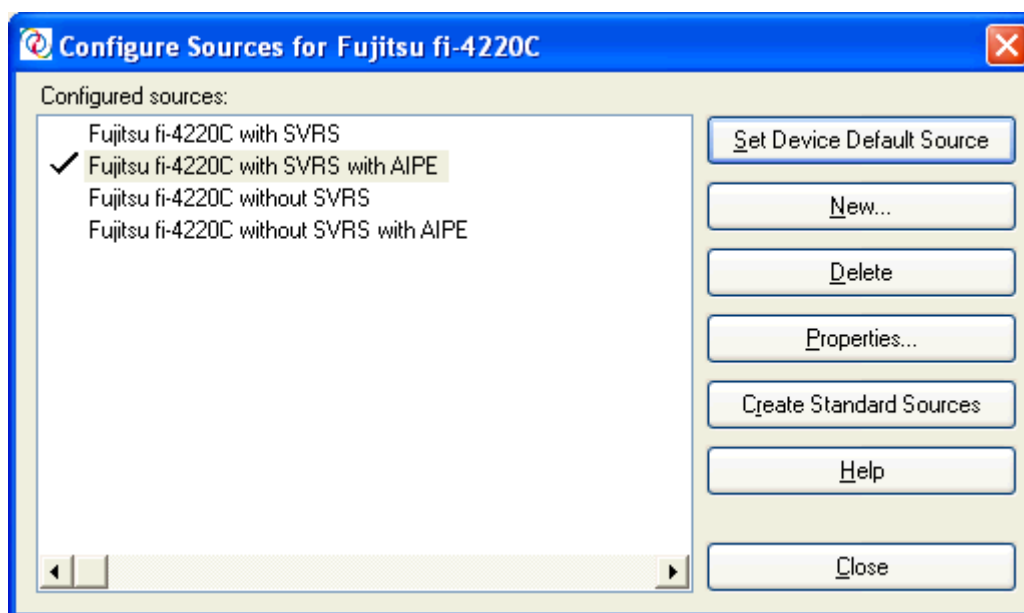 Configure Sources for Fujitsu fi-4220C
Configured sources:
Fujitsu fi-4220C with SVRS
Fujitsu fi-4220C with SVRS with AIPE
Fujitsu fi-4220C without SVRS
Fujitsu fi-4220C without SVRS with AIPE
Set Device Default Source
New...
Delete
Properties...
Create Standard Sources
Help
Close